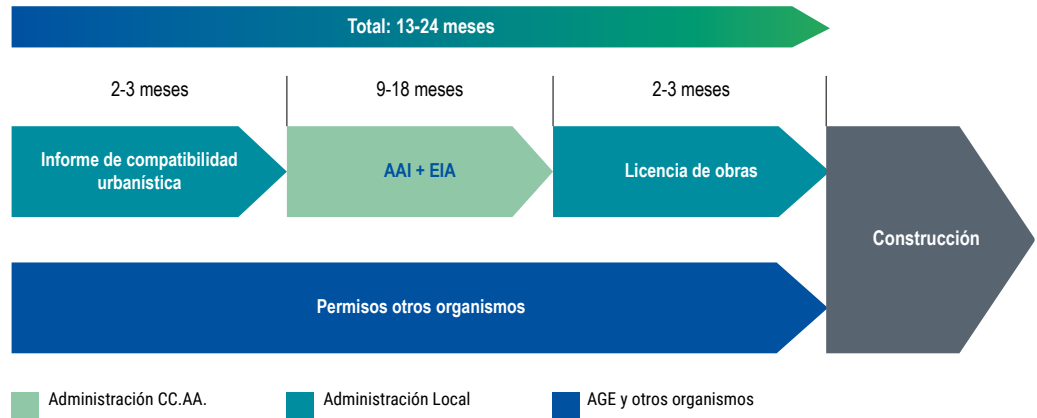 Total: 13-24 meses
2-3 meses
9-18 meses
2-3 meses
Informe de compatibilidad
urbanística
AAI + EIA
Licencia de obras
Construcción
Permisos otros organismos
Administración CC.AA.
Administración Local
AGE y otros organismos